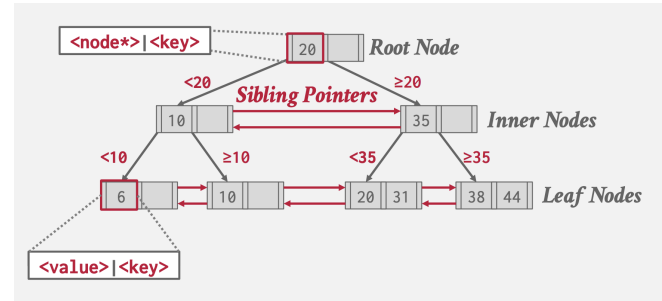 <node*>|<key>
20
Root Node
<20
≥20
Sibling Pointers
10
35
Inner Nodes
<10
≥10
<35
≥35
6
10
20 31
38 44
Leaf Nodes
<value>|<key>